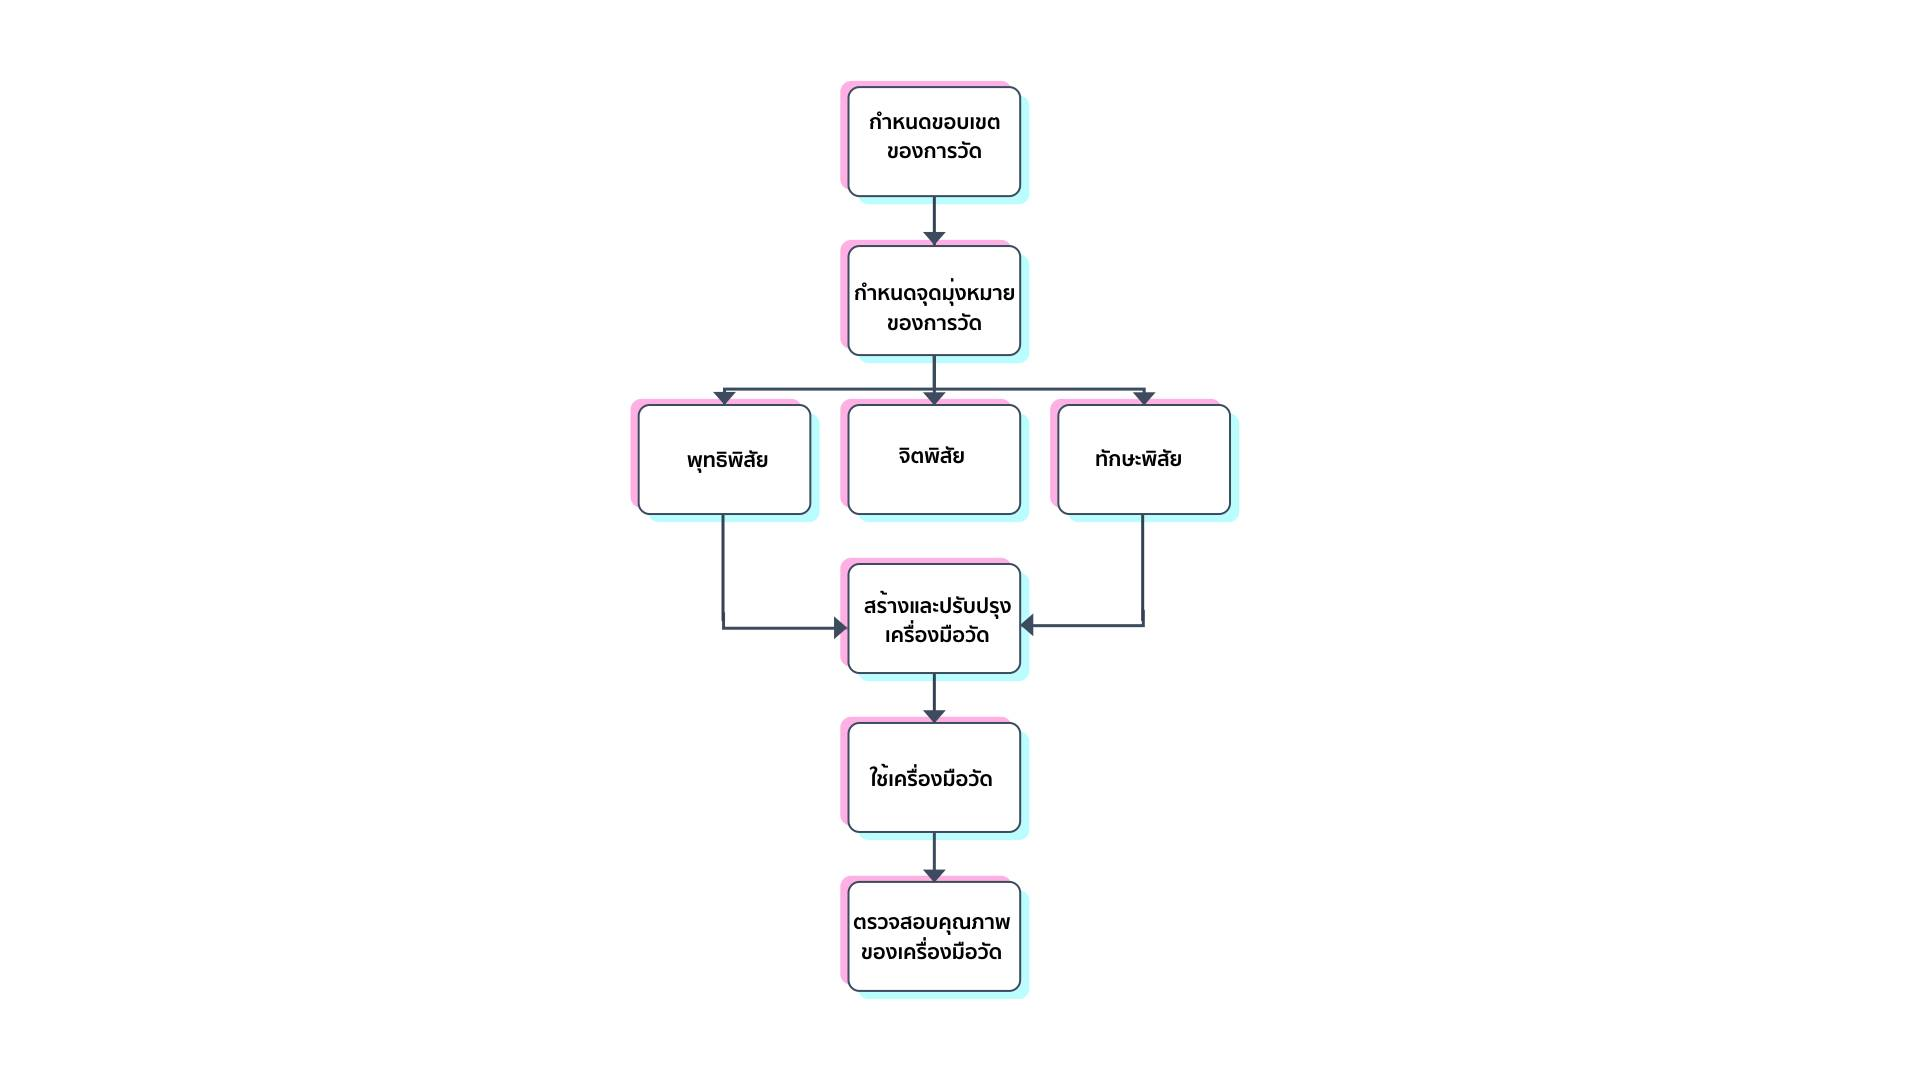 กำหนดขอบเขต
ของการวัด
กำหนดจุดมุ่งหมาย
ของการวัด
พุทธิพิสัย
จิตพิสัย
ทักษะพิสัย
สร้างและปรับปรุง
เครื่องมือวัด
ใช้เครื่องมือวัด
ตรวจสอบคุณภาพ
ของเครื่องมือวัด